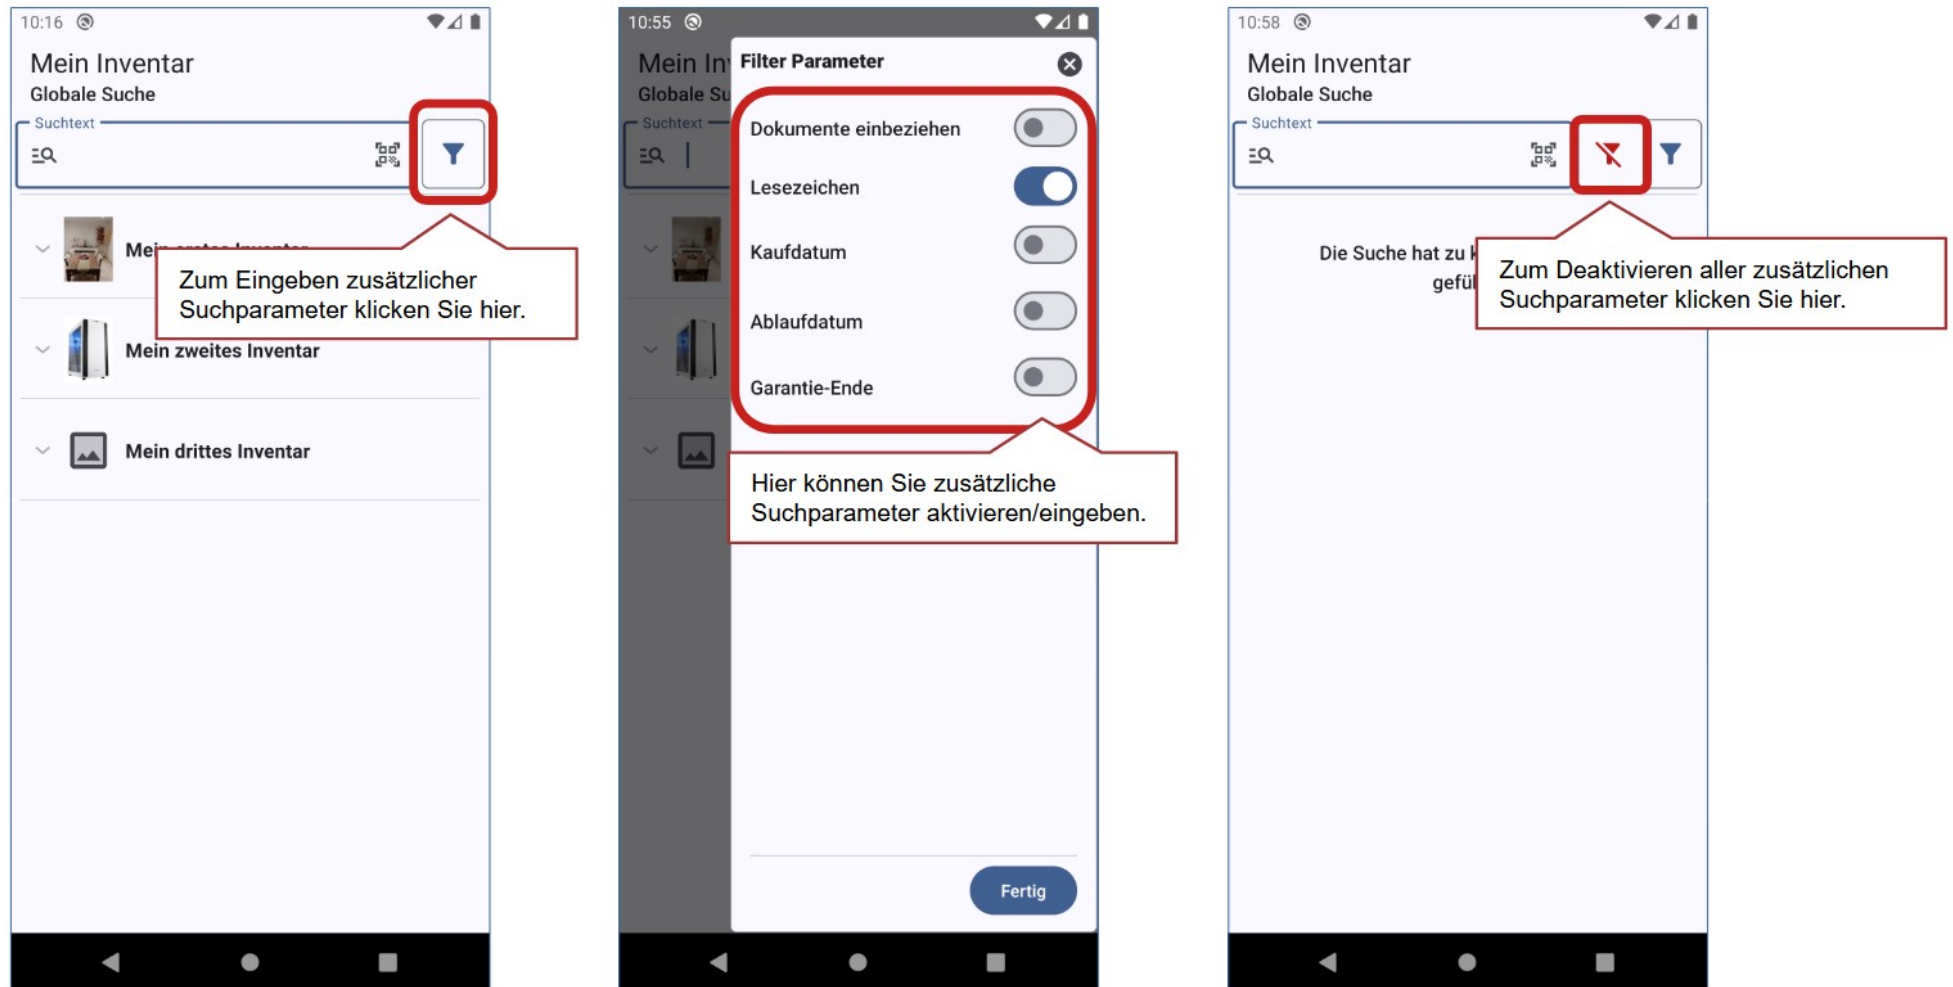 10:16
Mein Inventar
Globale Suche
Suchtext
Mein
Zum Eingeben zusätzlicher
Suchparameter klicken Sie hier.
Mein zweites Inventar
Mein drittes Inventar
10:55
Mein In
Globale Su
Suchtext
Filter Parameter
Dokumente einbeziehen
Lesezeichen
Kaufdatum
Ablaufdatum
Garantie-Ende
Hier können Sie zusätzliche
Suchparameter aktivieren/eingeben.
Fertig
10:58
Mein Inventar
Globale Suche
Suchtext
Die Suche hat zu k
gefü
Zum Deaktivieren aller zusätzlichen
Suchparameter klicken Sie hier.